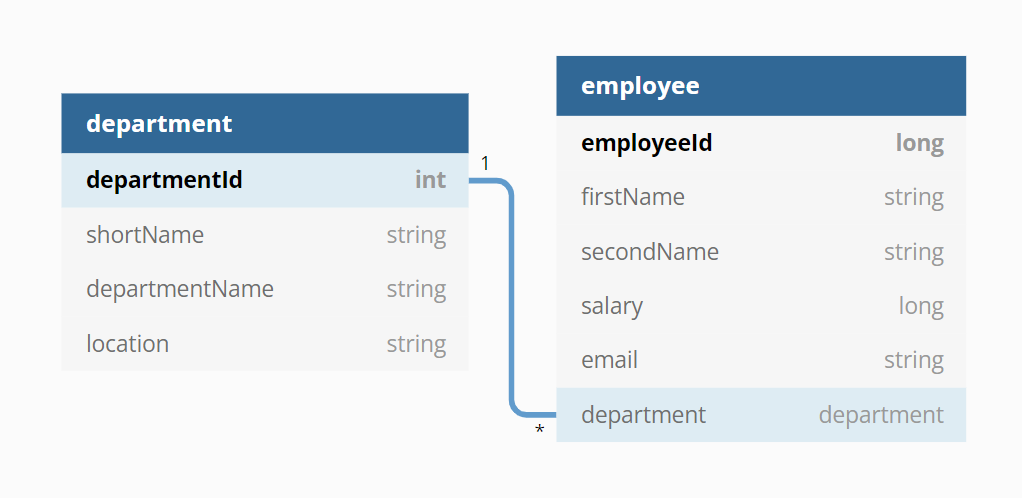 department
departmentId int
shortName string
departmentName string
location string
1
*
employee
employeeId long
firstName string
secondName string
salary long
email string
department department